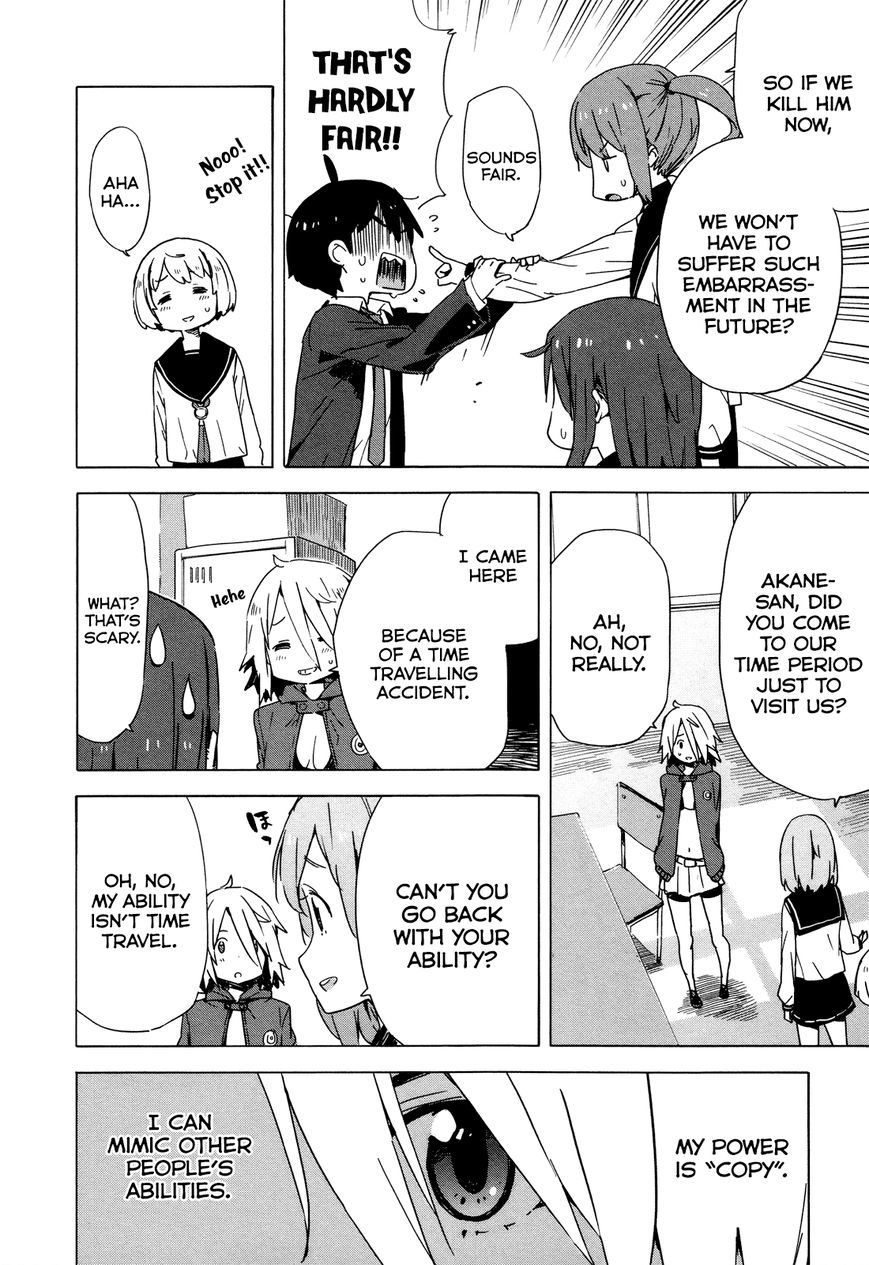 SO IF WE
KILL HIM
NOW,
WE WON'T
HAVE TO
SUFFER SUCH
EMBARRASS-
MENT IN THE
FUTURE?
SOUNDS
FAIR.
THAT'S
HARDLY
FAIR!!
Nooo!
Stop it!!
AHA
HA...
AKANE-
SAN, DID
YOU COME
TO OUR
TIME PERIOD
JUST TO
VISIT US?
AH,
NO, NOT
REALLY.
I CAME
HERE
BECAUSE
OF A TIME
TRAVELLING
ACCIDENT.
Hehe
WHAT?
THAT'S
SCARY.
CAN'T YOU
GO BACK
WITH YOUR
ABILITY?
ほっ
OH, NO,
MY ABILITY
ISN'T TIME
TRAVEL.
MY POWER
IS "COPY".
I CAN
MIMIC OTHER
PEOPLE'S
ABILITIES.